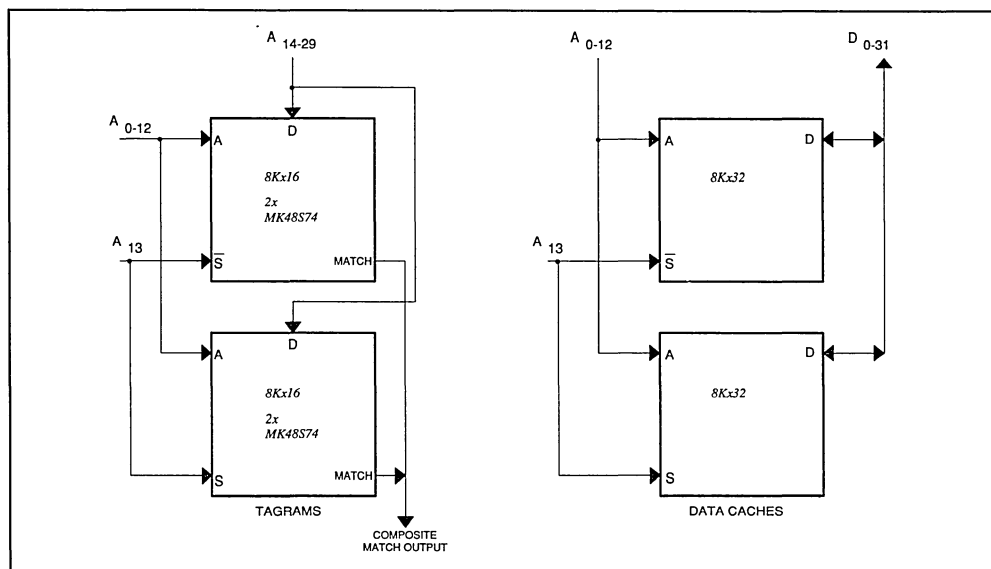 A 14-29
A 0-12
A
D
8Kx16
2x
MK48S74
A 13
S̅
MATCH
D
A
8Kx16
2x
MK48S74
S
MATCH
TAGRAMS
COMPOSITE
MATCH OUTPUT
A 0-12
D 0-31
A
D
8Kx32
A 13
S̅
A
D
8Kx32
S
DATA CACHES